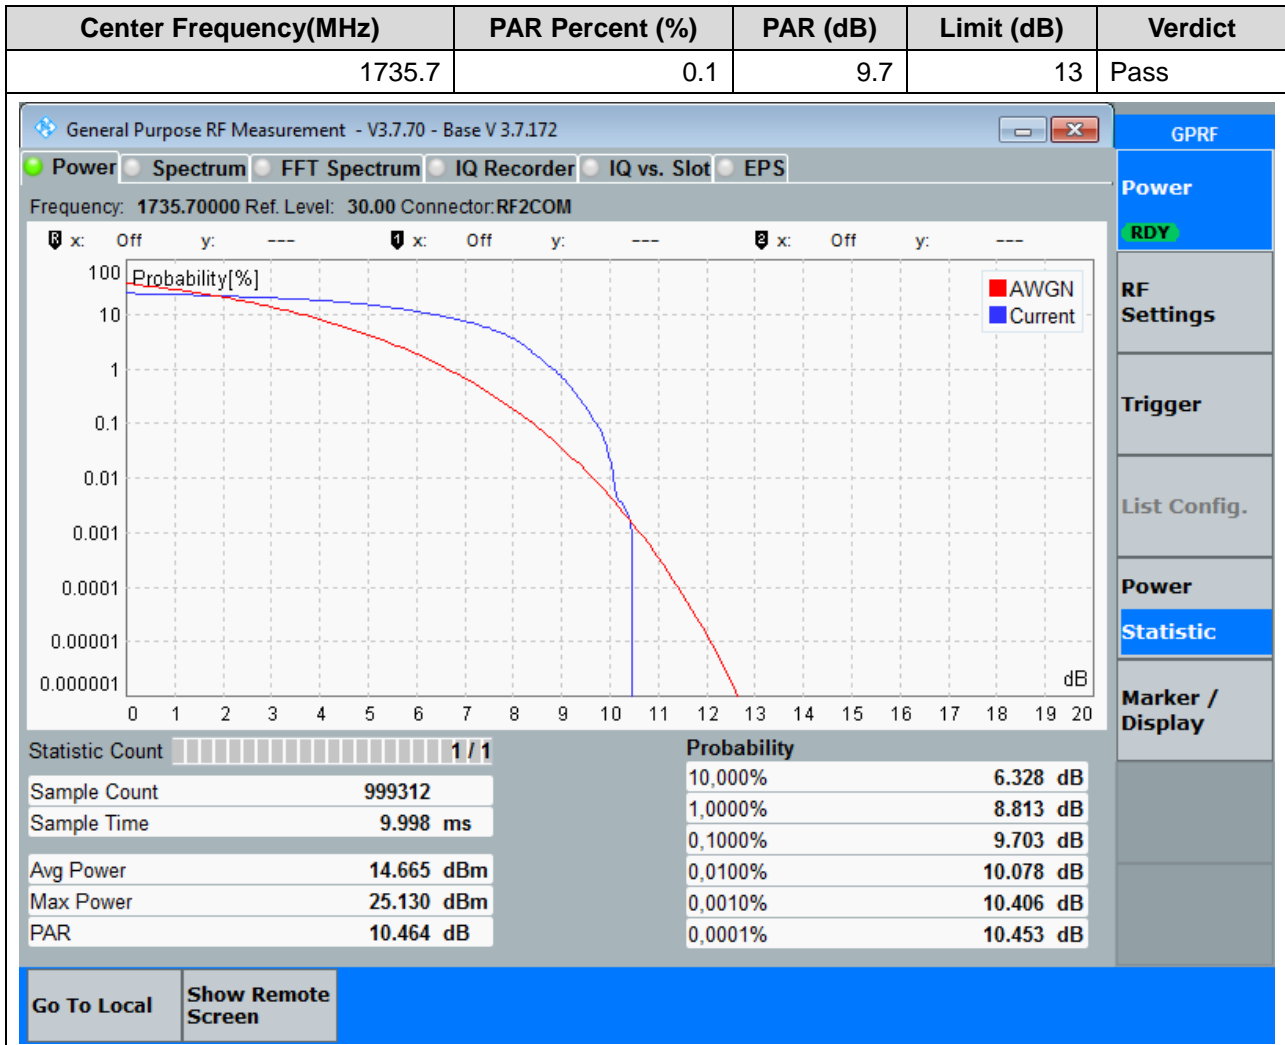 Center Frequency(MHz) PAR Percent (%) PAR (dB) Limit (dB) Verdict
1735.7 0.1 9.7 13 Pass
General Purpose RF Measurement - V3.7.70 - Base V 3.7.172
GPRF
Power Spectrum FFT Spectrum IQ Recorder IQ vs. Slot EPS
Power
RDY
Frequency: 1735.70000 Ref. Level: 30.00 Connector:RF2COM
R x: Off y: --- 1 x: Off y: --- 2 x: Off y: ---
Probability[%]
AWGN
Current
100
10
1
0.1
0.01
0.001
0.0001
0.00001
0.000001
dB
0 1 2 3 4 5 6 7 8 9 10 11 12 13 14 15 16 17 18 19 20
RF
Settings
Trigger
List Config.
Power
Statistic
Marker /
Display
Statistic Count 1 / 1
Sample Count 999312
Sample Time 9.998 ms
Avg Power 14.665 dBm
Max Power 25.130 dBm
PAR 10.464 dB
Probability
10,000% 6.328 dB
1,0000% 8.813 dB
0,1000% 9.703 dB
0,0100% 10.078 dB
0,0010% 10.406 dB
0,0001% 10.453 dB
Go To Local
Show Remote
Screen